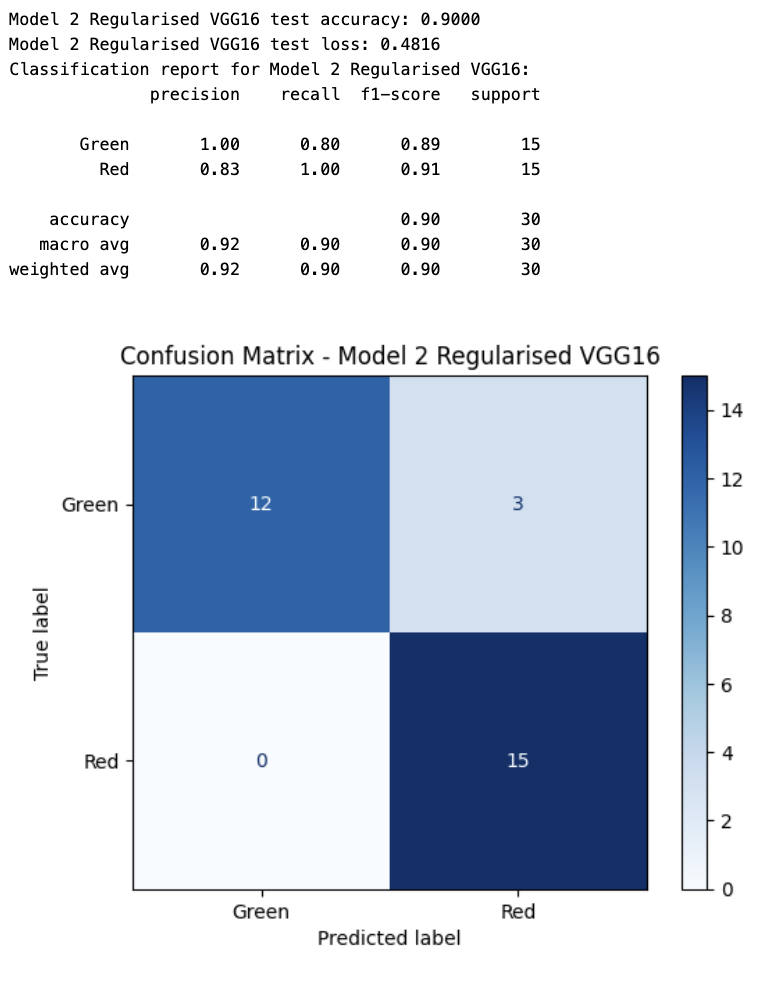 Model 2 Regularised VGG16 test accuracy: 0.9000
Model 2 Regularised VGG16 test loss: 0.4816
Classification report for Model 2 Regularised VGG16:
precision recall f1-score support
Green 1.00 0.80 0.89 15
Red 0.83 1.00 0.91 15
accuracy 0.90 30
macro avg 0.92 0.90 0.90 30
weighted avg 0.92 0.90 0.90 30
Confusion Matrix - Model 2 Regularised VGG16
True label
Green
12
3
Red
0
15
Green
Red
Predicted label
14
12
10
8
6
4
2
0